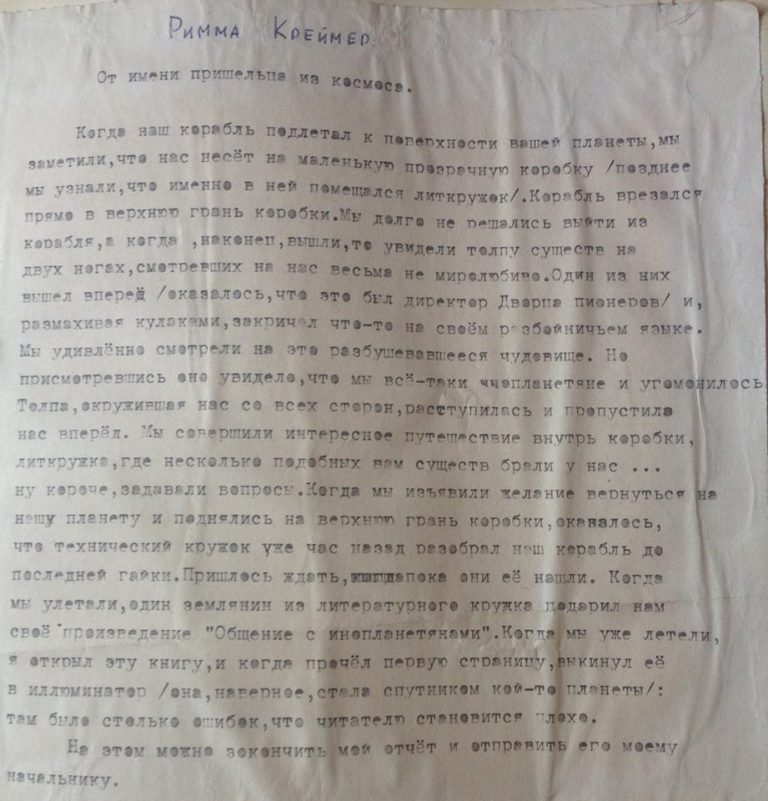 Римма Креймер
От имени пришельца из космоса.
Когда наш корабль подлетал к поверхности вашей планеты,мы
заметили,что нас несёт на маленькую прозрачную коробку /позднее
мы узнали,что именно в ней помещался литкружок/.Корабль врезался
прямо в верхнюю грань коробки.Мы долго не решались выйти из
корабля,а когда ,наконец,вышли,то увидели толпу существ на
двух ногах,смотревших на нас весьма не миролюбиво.Один из них
вышел вперед /оказалось,что это был директор Дворца пионеров/ и,
размахивая кулаками,закричал что-то на своём разбойничьем языке.
Мы удивлённо смотрели на это разбушевавшееся чудовище. Но
присмотревшись оно увидело,что мы всё-таки инопланетяне и угомонилось
Толпа,окружившая нас со всех сторон,расступилась и пропустила
нас вперёд. Мы совершили интересное путешествие внутрь коробки,
литкружка,где несколько подобных вам существ брали у нас ...
ну короче,задавали вопросы.Когда мы изъявили желание вернуться на
нашу планету и поднялись на верхнюю грань коробки,оказалось,
что технический кружок уже час назад разобрал наш корабль до
последней гайки.Пришлось ждать,пока они её нашли. Когда
мы улетали,один землянин из литературного кружка подарил нам
своё произведение "Общение с инопланетянами".Когда мы уже летели,
я открыл эту книгу,и когда прочёл первую страницу,выкинул её
в иллюминатор /она,наверное,стала спутником кой-то планеты/:
там было столько ошибок,что читателю становится плохо.
На этом можно закончить мой отчёт и отправить его моему
начальнику.